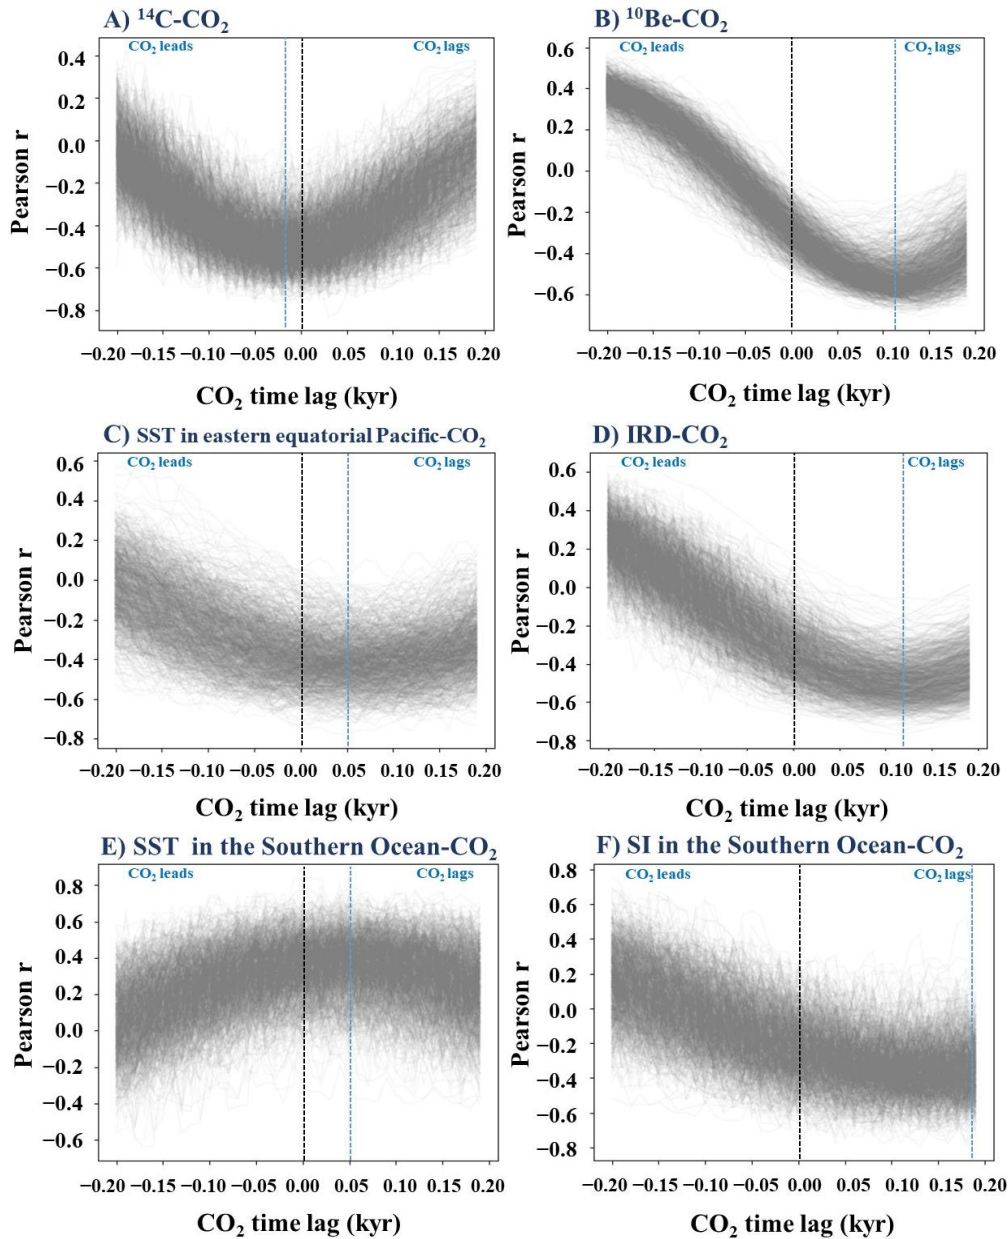 A) ¹⁴C-CO₂
CO₂ leads
CO₂ lags
0.4
0.2
0.0
−0.2
−0.4
−0.6
−0.8
Pearson r
−0.20 −0.15 −0.10 −0.05 0.00 0.05 0.10 0.15 0.20
CO₂ time lag (kyr)
B) ¹⁰Be-CO₂
CO₂ leads
CO₂ lags
0.6
0.4
0.2
0.0
−0.2
−0.4
−0.6
Pearson r
−0.20 −0.15 −0.10 −0.05 0.00 0.05 0.10 0.15 0.20
CO₂ time lag (kyr)
C) SST in eastern equatorial Pacific-CO₂
CO₂ leads
CO₂ lags
0.6
0.4
0.2
0.0
−0.2
−0.4
−0.6
−0.8
Pearson r
−0.20 −0.15 −0.10 −0.05 0.00 0.05 0.10 0.15 0.20
CO₂ time lag (kyr)
D) IRD-CO₂
CO₂ leads
CO₂ lags
0.6
0.4
0.2
0.0
−0.2
−0.4
−0.6
−0.8
Pearson r
−0.20 −0.15 −0.10 −0.05 0.00 0.05 0.10 0.15 0.20
CO₂ time lag (kyr)
E) SST in the Southern Ocean-CO₂
CO₂ leads
CO₂ lags
0.8
0.6
0.4
0.2
0.0
−0.2
−0.4
−0.6
Pearson r
−0.20 −0.15 −0.10 −0.05 0.00 0.05 0.10 0.15 0.20
CO₂ time lag (kyr)
F) SI in the Southern Ocean-CO₂
CO₂ leads
CO₂ lags
0.8
0.6
0.4
0.2
0.0
−0.2
−0.4
−0.6
−0.8
Pearson r
−0.20 −0.15 −0.10 −0.05 0.00 0.05 0.10 0.15 0.20
CO₂ time lag (kyr)